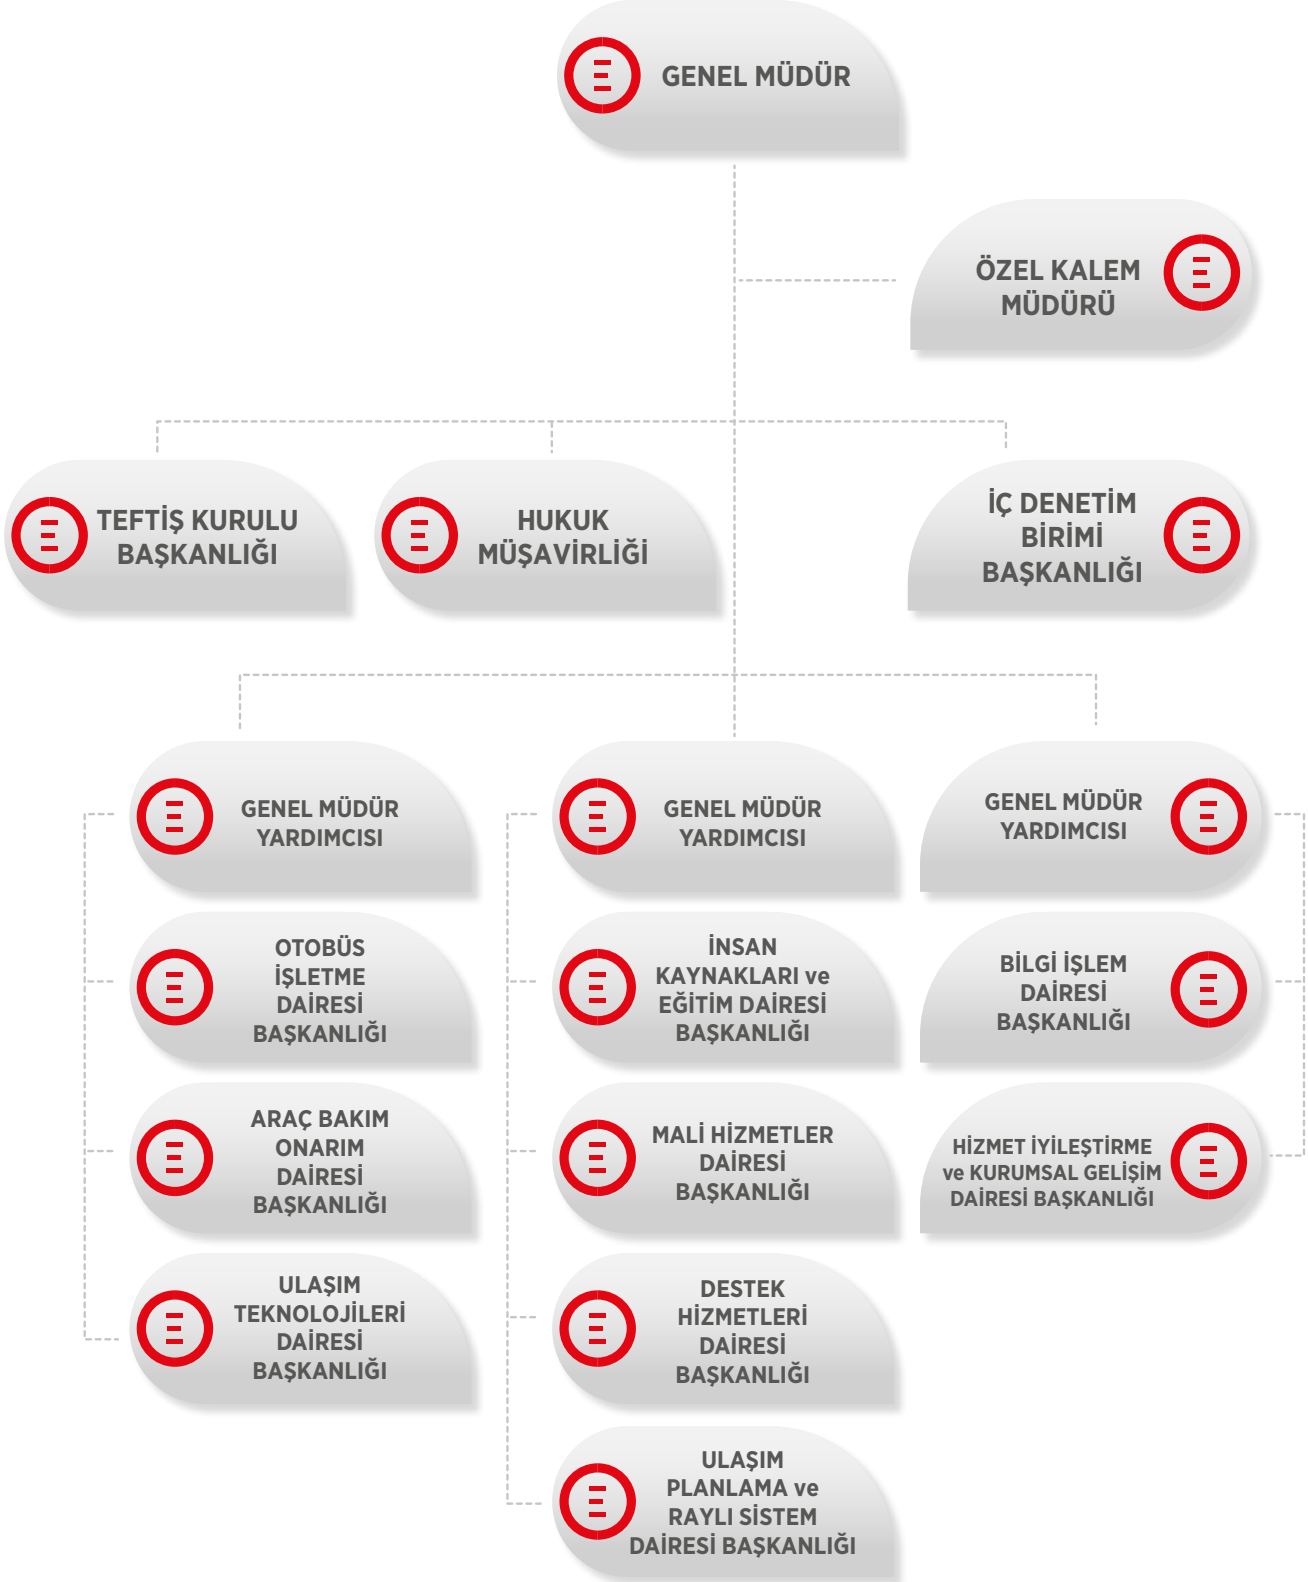 GENEL MÜDÜR
ÖZEL KALEM
MÜDÜRÜ
TEFTİŞ KURULU
BAŞKANLIĞI
HUKUK
MÜŞAVİRLİĞİ
İÇ DENETİM
BİRİMİ
BAŞKANLIĞI
GENEL MÜDÜR
YARDIMCISI
OTOBÜS
İŞLETME
DAİRESİ
BAŞKANLIĞI
ARAÇ BAKIM
ONARIM
DAİRESİ
BAŞKANLIĞI
ULAŞIM
TEKNOLOJİLERİ
DAİRESİ
BAŞKANLIĞI
GENEL MÜDÜR
YARDIMCISI
İNSAN
KAYNAKLARI ve
EĞİTİM DAİRESİ
BAŞKANLIĞI
MALİ HİZMETLER
DAİRESİ
BAŞKANLIĞI
DESTEK
HİZMETLERİ
DAİRESİ
BAŞKANLIĞI
ULAŞIM
PLANLAMA ve
RAYLI SİSTEM
DAİRESİ BAŞKANLIĞI
GENEL MÜDÜR
YARDIMCISI
BİLGİ İŞLEM
DAİRESİ
BAŞKANLIĞI
HİZMET İYİLEŞTİRME
ve KURUMSAL GELİŞİM
DAİRESİ BAŞKANLIĞI